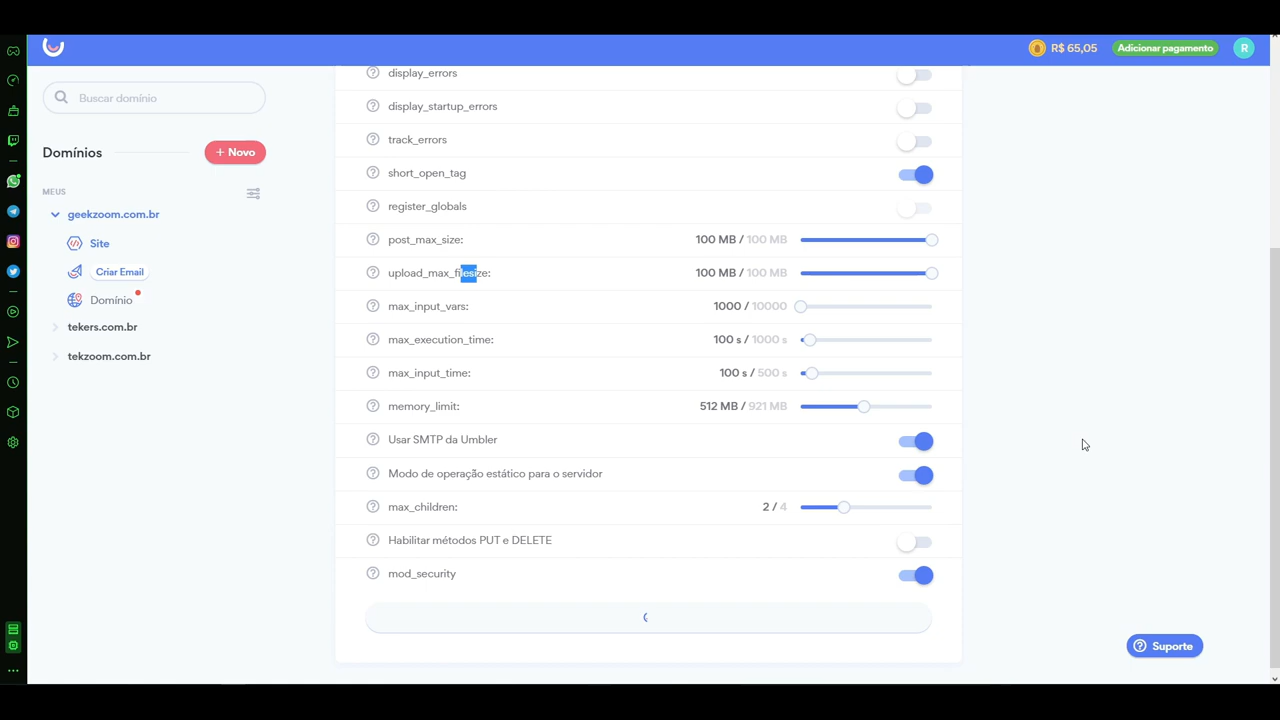 R$ 65,05
Adicionar pagamento
R
Buscar domínio
Domínios
+ Novo
MEUS
geekzoom.com.br
Site
Criar Email
Domínio
tekers.com.br
tekzoom.com.br
display_errors
display_startup_errors
track_errors
short_open_tag
register_globals
post_max_size: 100 MB / 100 MB
upload_max_filesize: 100 MB / 100 MB
max_input_vars: 1000 / 10000
max_execution_time: 100 s / 1000 s
max_input_time: 100 s / 500 s
memory_limit: 512 MB / 921 MB
Usar SMTP da Umbler
Modo de operação estático para o servidor
max_children: 2 / 4
Habilitar métodos PUT e DELETE
mod_security
Suporte